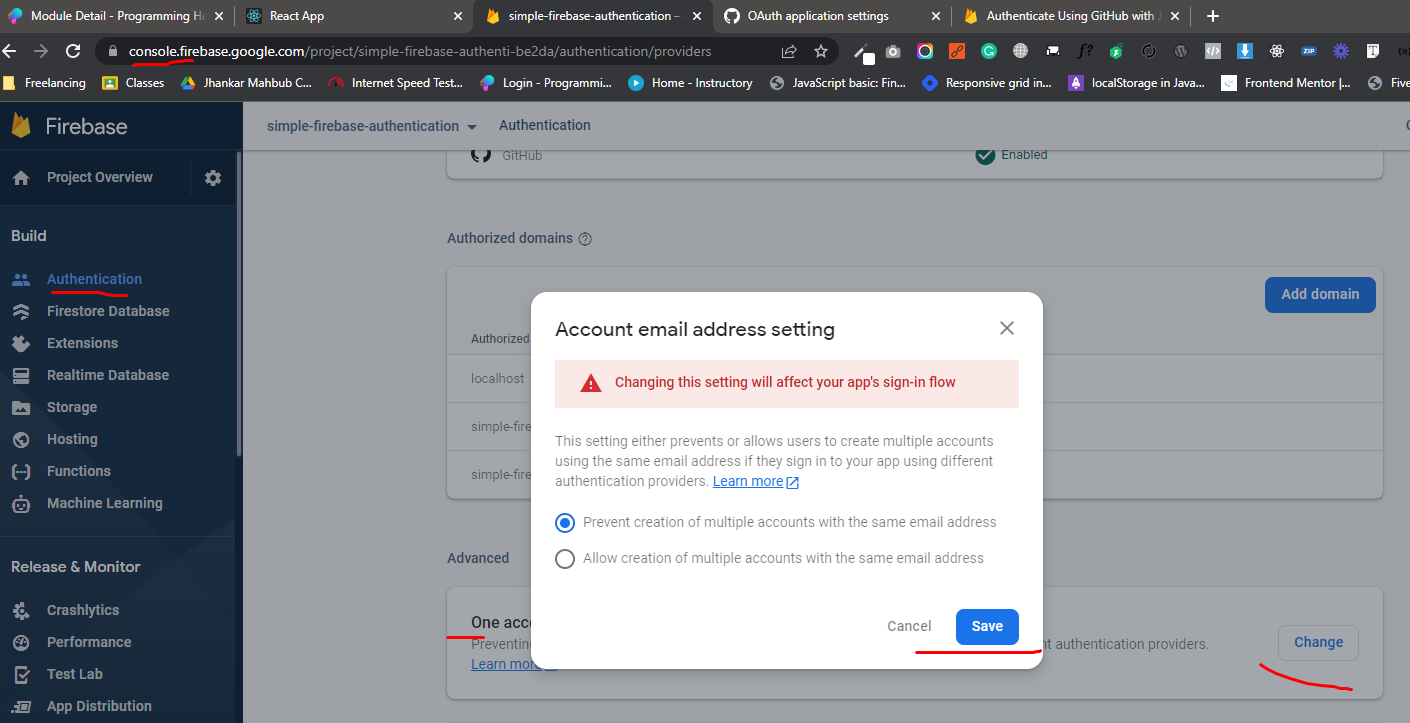 Module Detail - Programming He
React App
simple-firebase-authentication –
OAuth application settings
Authenticate Using GitHub with J
console.firebase.google.com/project/simple-firebase-authenti-be2da/authentication/providers
Freelancing
Classes
Jhankar Mahbub C...
Internet Speed Test...
Login - Programmi...
Home - Instructory
JavaScript basic: Fin...
Responsive grid in...
localStorage in Java...
Frontend Mentor |...
Five
Firebase
simple-firebase-authentication
Authentication
Project Overview
GitHub
Enabled
Build
Authentication
Firestore Database
Extensions
Realtime Database
Storage
Hosting
Functions
Machine Learning
Release & Monitor
Crashlytics
Performance
Test Lab
App Distribution
Authorized domains
Add domain
Authorized
localhost
simple-fire
simple-fire
Account email address setting
Changing this setting will affect your app's sign-in flow
This setting either prevents or allows users to create multiple accounts
using the same email address if they sign in to your app using different
authentication providers. Learn more
Prevent creation of multiple accounts with the same email address
Allow creation of multiple accounts with the same email address
Cancel
Save
Advanced
One acco
Preventing
nt authentication providers.
Learn more
Change